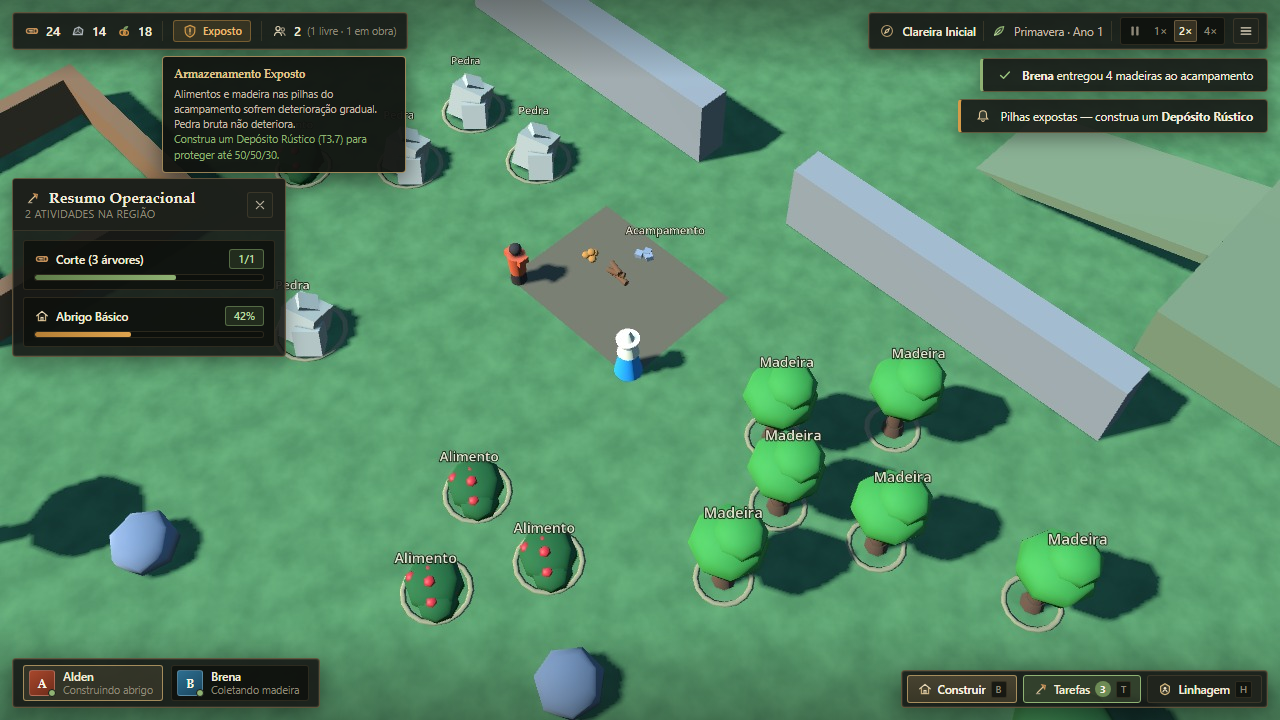 24 14 18 Exposto 2 (1 livre · 1 em obra)
Clareira Inicial Primavera · Ano 1 1× 2× 4×
Armazenamento Exposto
Alimentos e madeira nas pilhas do
acampamento sofrem deterioração gradual.
Pedra bruta não deteriora.
Construa um Depósito Rústico (T3.7) para
proteger até 50/50/30.
Brena entregou 4 madeiras ao acampamento
Pilhas expostas — construa um Depósito Rústico
Pedra
Pedra
Resumo Operacional
2 ATIVIDADES NA REGIÃO
Corte (3 árvores) 1/1
Abrigo Básico 42%
edra
Acampamento
Madeira
Madeira
Madeira
Madeira
Madeira
Madeira
Alimento
Alimento
Alimento
A Alden
Construindo abrigo
B Brena
Coletando madeira
Construir B
Tarefas 3 T
Linhagem H